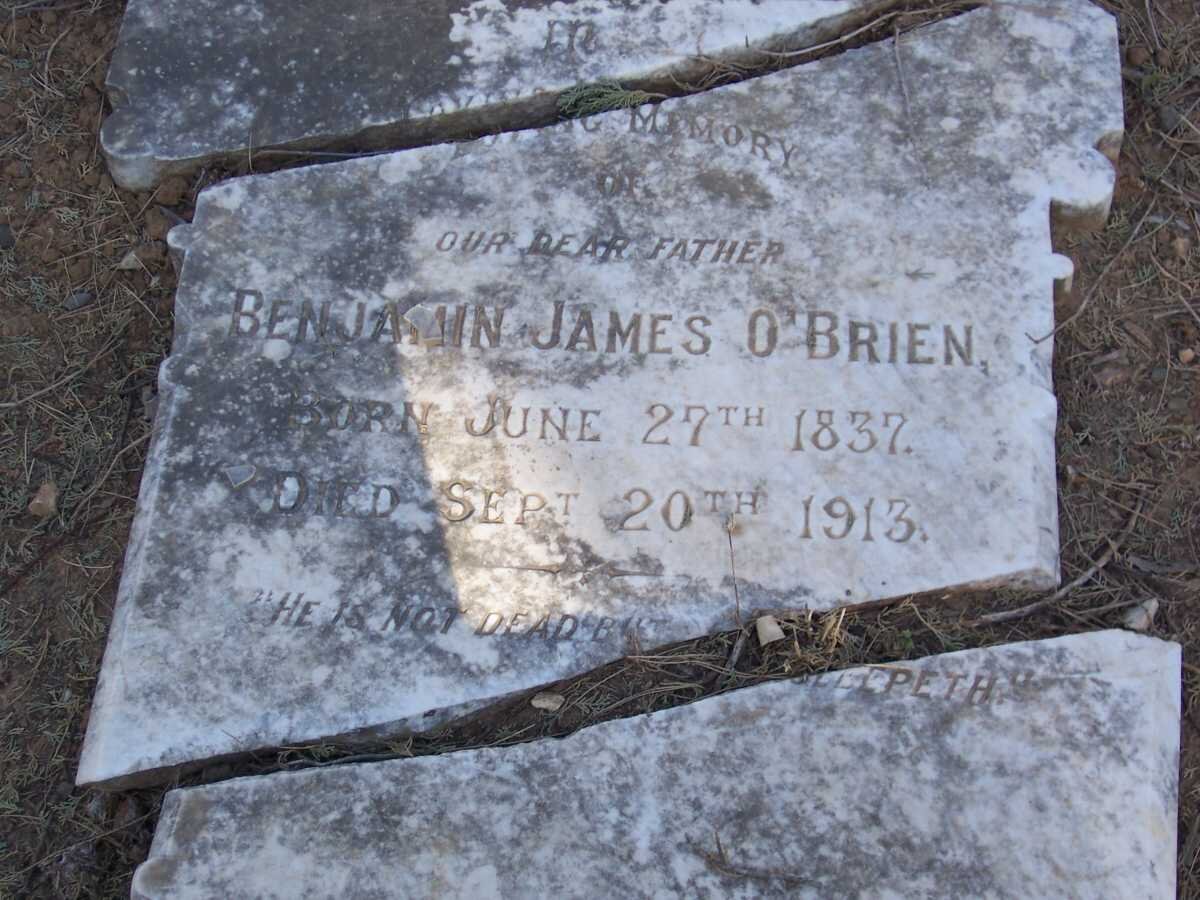 IN
LOVING MEMORY
OF
OUR DEAR FATHER
BENJAMIN JAMES O'BRIEN,
BORN JUNE 27TH 1837.
DIED SEPT 20TH 1913.
"HE IS NOT DEAD BUT SLEEPETH."